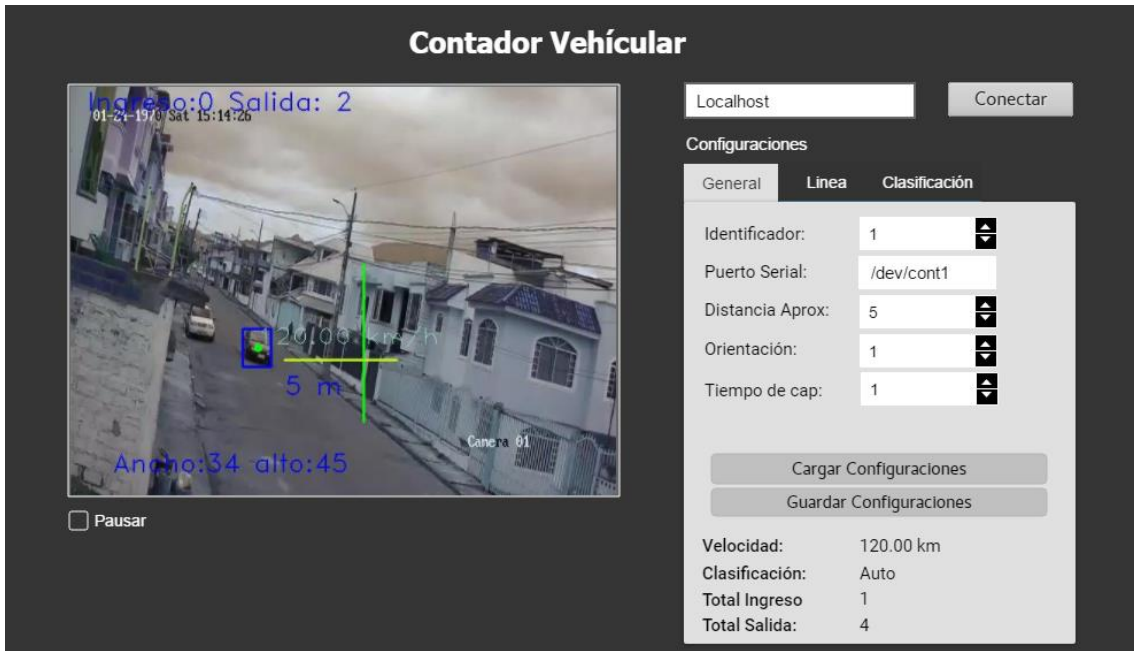 Contador Vehícular
Ingreso:0 Salida: 2
01-24-1970 Sat 15:14:26
120.00 km/h
5 m
Camera 01
Ancho:34 alto:45
Pausar
Localhost
Conectar
Configuraciones
General Linea Clasificación
Identificador: 1
Puerto Serial: /dev/cont1
Distancia Aprox: 5
Orientación: 1
Tiempo de cap: 1
Cargar Configuraciones
Guardar Configuraciones
Velocidad: 120.00 km
Clasificación: Auto
Total Ingreso 1
Total Salida: 4